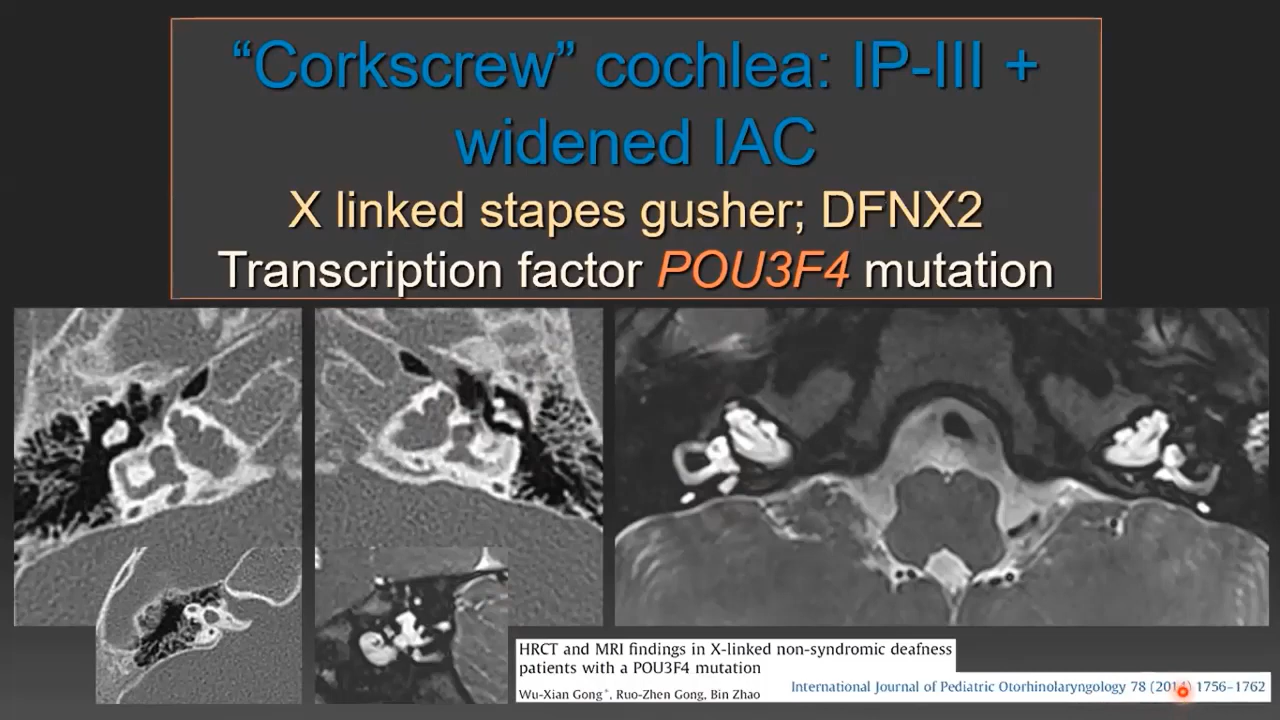 “Corkscrew” cochlea: IP-III +
widened IAC
X linked stapes gusher; DFNX2
Transcription factor POU3F4 mutation
HRCT and MRI findings in X-linked non-syndromic deafness
patients with a POU3F4 mutation
Wu-Xian Gong*, Ruo-Zhen Gong, Bin Zhao
International Journal of Pediatric Otorhinolaryngology 78 (2014) 1756–1762